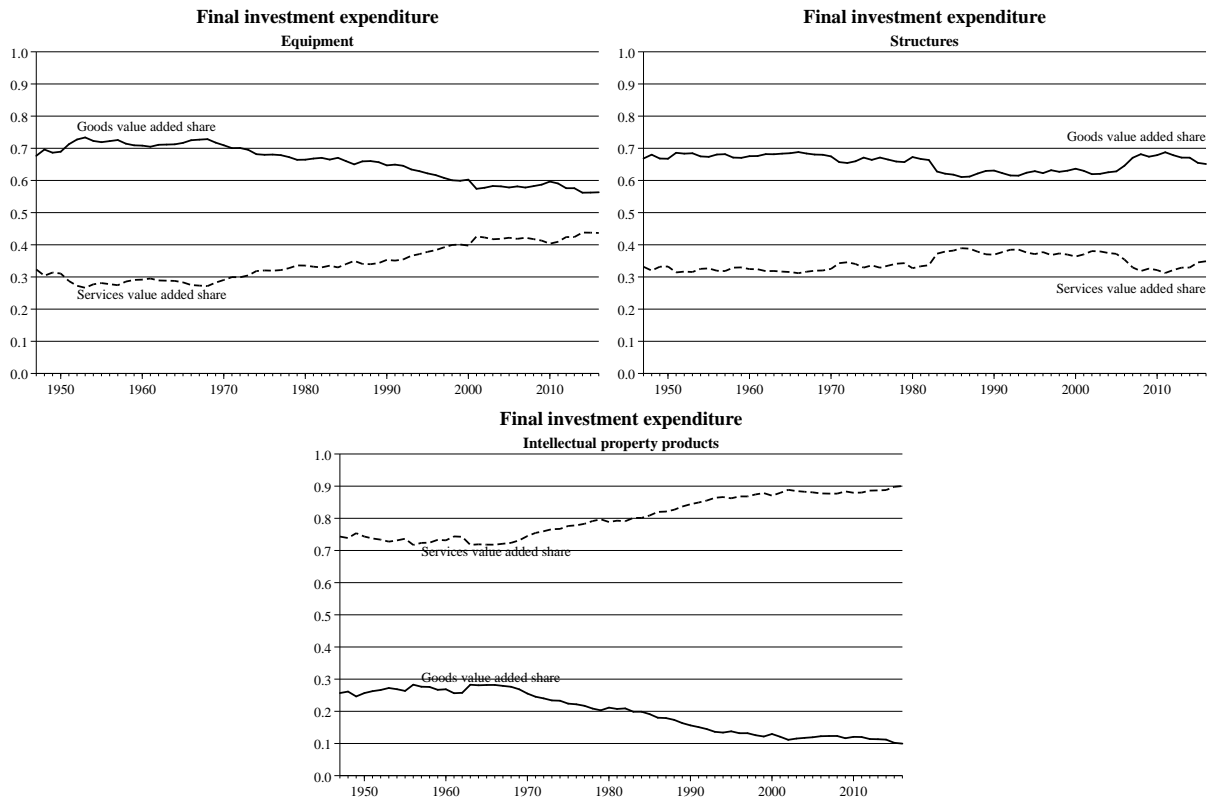 Final investment expenditure
Equipment
1.0
0.9
0.8
0.7
0.6
0.5
0.4
0.3
0.2
0.1
0.0
Goods value added share
Services value added share
1950 1960 1970 1980 1990 2000 2010
Final investment expenditure
Structures
1.0
0.9
0.8
0.7
0.6
0.5
0.4
0.3
0.2
0.1
0.0
Goods value added share
Services value added share
1950 1960 1970 1980 1990 2000 2010
Final investment expenditure
Intellectual property products
1.0
0.9
0.8
0.7
0.6
0.5
0.4
0.3
0.2
0.1
0.0
Services value added share
Goods value added share
1950 1960 1970 1980 1990 2000 2010